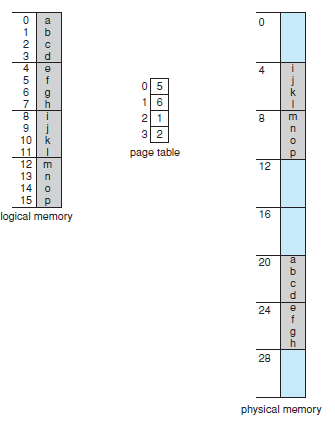 0 a
1 b
2 c
3 d
4 e
5 f
6 g
7 h
8 i
9 j
10 k
11 l
12 m
13 n
14 o
15 p
logical memory
0 5
1 6
2 1
3 2
page table
0
4 i
j
k
l
8 m
n
o
p
12
16
20 a
b
c
d
24 e
f
g
h
28
physical memory